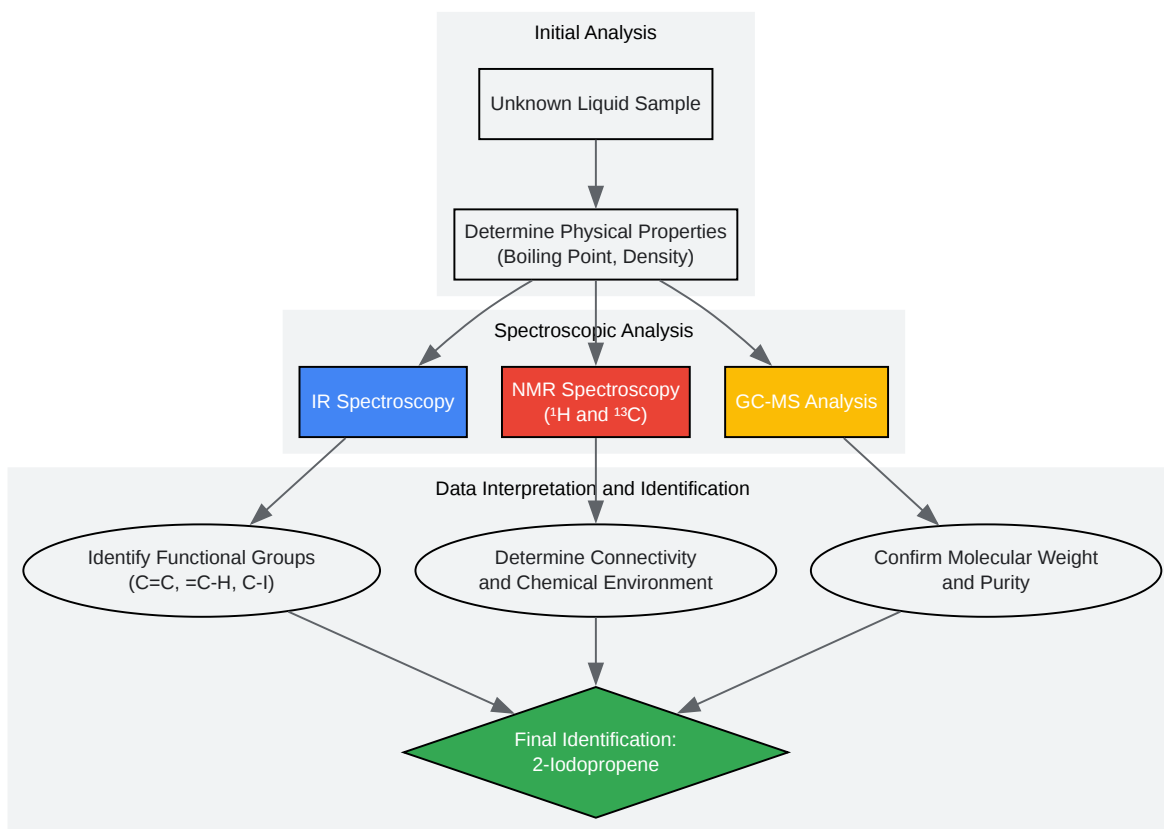 Initial Analysis
Unknown Liquid Sample
Determine Physical Properties
(Boiling Point, Density)
Spectroscopic Analysis
IR Spectroscopy
NMR Spectroscopy
(¹H and ¹³C)
GC-MS Analysis
Data Interpretation and Identification
Identify Functional Groups
(C=C, =C-H, C-I)
Determine Connectivity
and Chemical Environment
Confirm Molecular Weight
and Purity
Final Identification:
2-Iodopropene